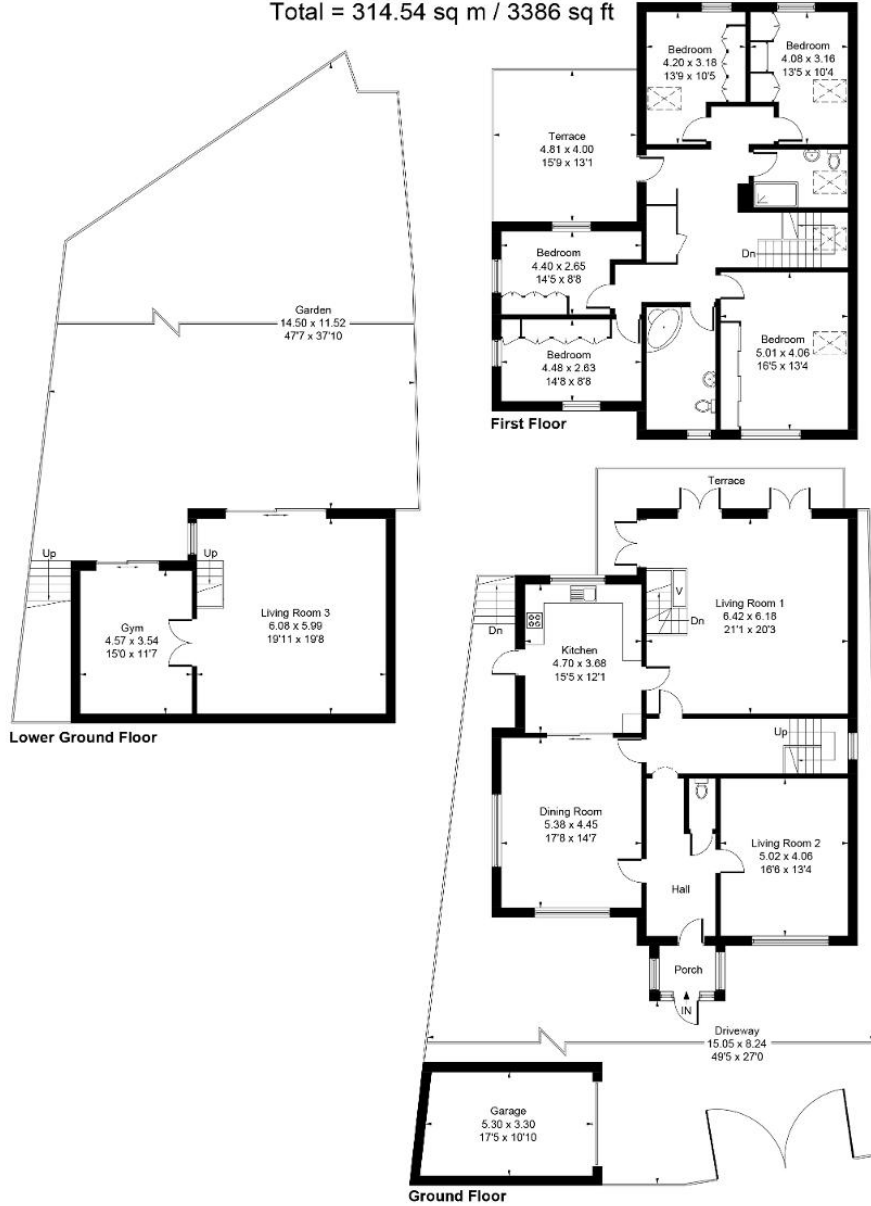 Total = 314.54 sq m / 3386 sq ft
Bedroom
4.20 x 3.18
13'9 x 10'5
Bedroom
4.08 x 3.16
13'5 x 10'4
Terrace
4.81 x 4.00
15'9 x 13'1
Bedroom
4.40 x 2.65
14'5 x 8'8
Dn
Bedroom
4.48 x 2.63
14'8 x 8'8
Bedroom
5.01 x 4.06
16'5 x 13'4
First Floor
Garden
14.50 x 11.52
47'7 x 37'10
Up
Up
Gym
4.57 x 3.54
15'0 x 11'7
Living Room 3
6.08 x 5.99
19'11 x 19'8
Lower Ground Floor
Terrace
V
Dn
Living Room 1
6.42 x 6.18
21'1 x 20'3
Dn
Kitchen
4.70 x 3.68
15'5 x 12'1
Up
Dining Room
5.38 x 4.45
17'8 x 14'7
Living Room 2
5.02 x 4.06
16'6 x 13'4
Hall
Porch
IN
Driveway
15.05 x 8.24
49'5 x 27'0
Garage
5.30 x 3.30
17'5 x 10'10
Ground Floor